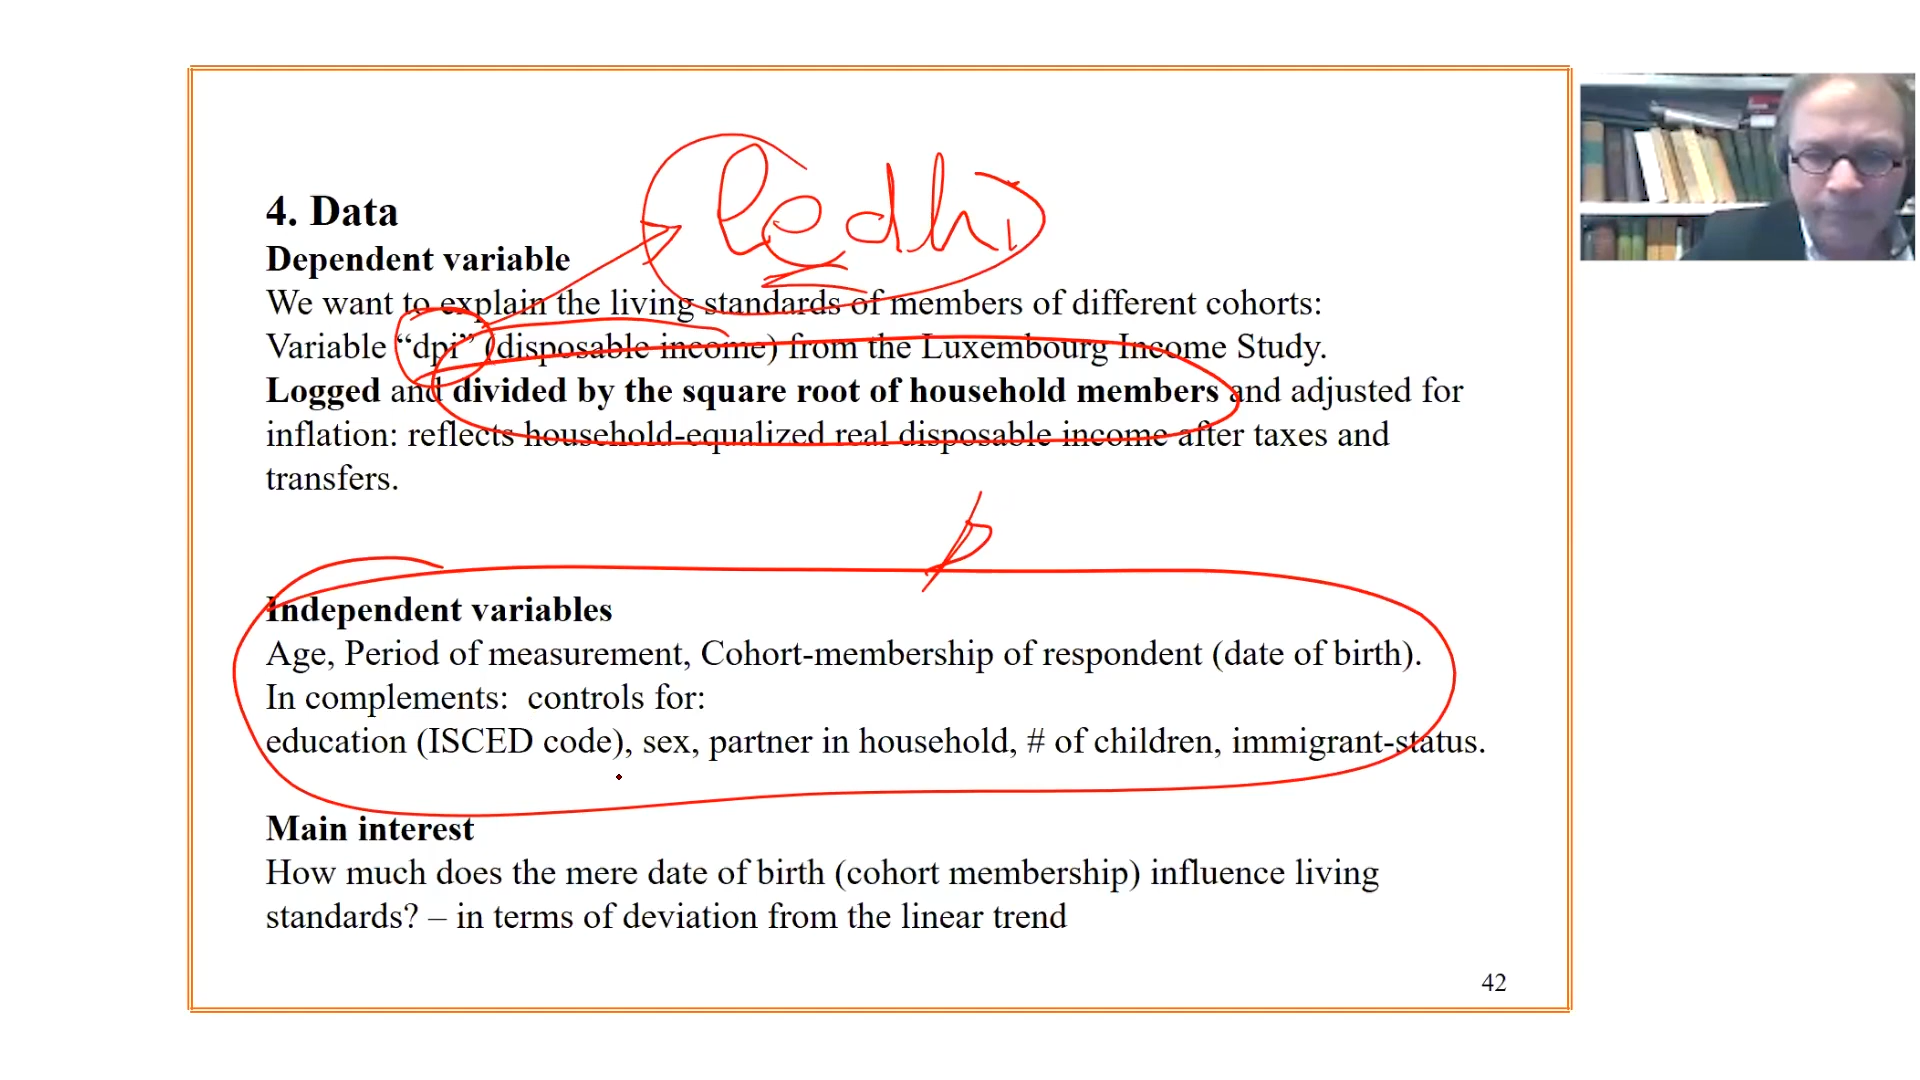 ledhi
4. Data
Dependent variable
We want to explain the living standards of members of different cohorts:
Variable “dpi” (disposable income) from the Luxembourg Income Study.
Logged and divided by the square root of household members and adjusted for
inflation: reflects household-equalized real disposable income after taxes and
transfers.
Independent variables
Age, Period of measurement, Cohort-membership of respondent (date of birth).
In complements: controls for:
education (ISCED code), sex, partner in household, # of children, immigrant-status.
Main interest
How much does the mere date of birth (cohort membership) influence living
standards? – in terms of deviation from the linear trend
42